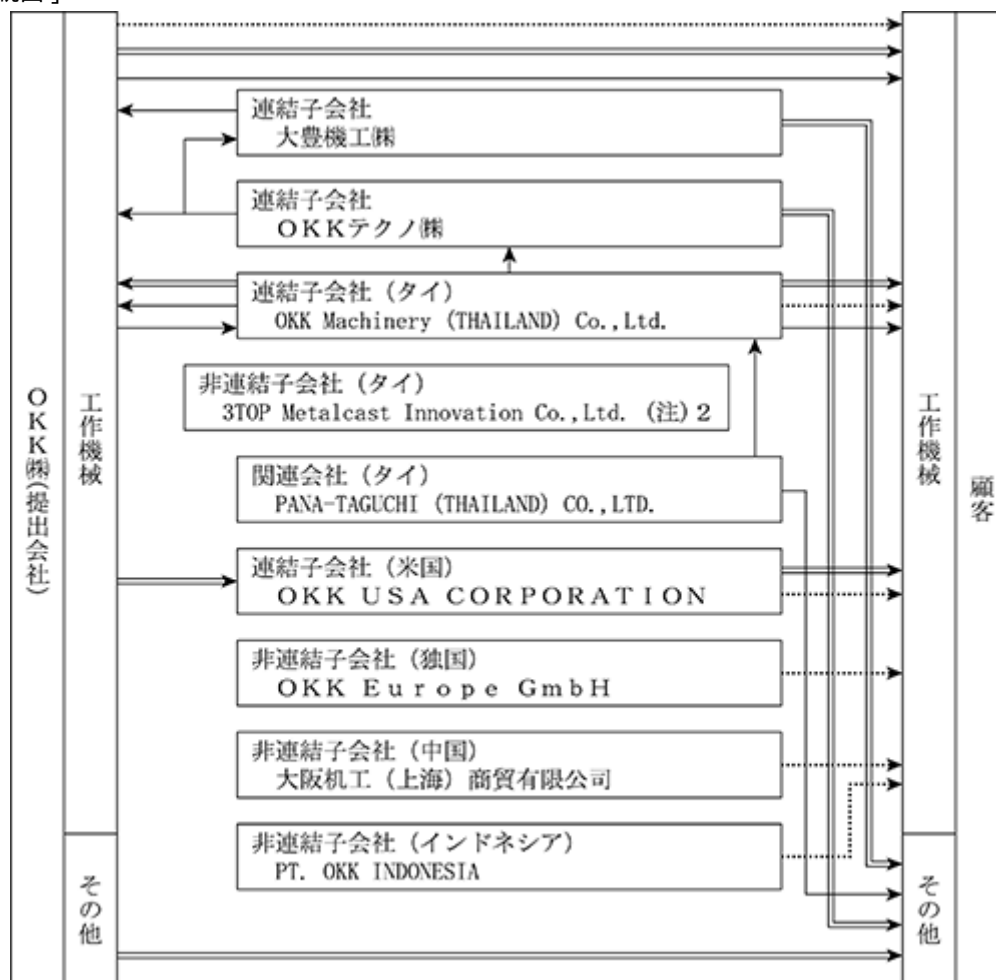 OKK㈱(提出会社)
工作機械
その他
連結子会社
大豊機工㈱
連結子会社
OKKテクノ㈱
連結子会社(タイ)
OKK Machinery (THAILAND) Co.,Ltd.
非連結子会社(タイ)
3TOP Metalcast Innovation Co.,Ltd. (注)2
関連会社(タイ)
PANA-TAGUCHI (THAILAND) CO.,LTD.
連結子会社(米国)
OKK USA CORPORATION
非連結子会社(独国)
OKK Europe GmbH
非連結子会社(中国)
大阪机工(上海)商貿有限公司
非連結子会社(インドネシア)
PT. OKK INDONESIA
工作機械
その他
顧客